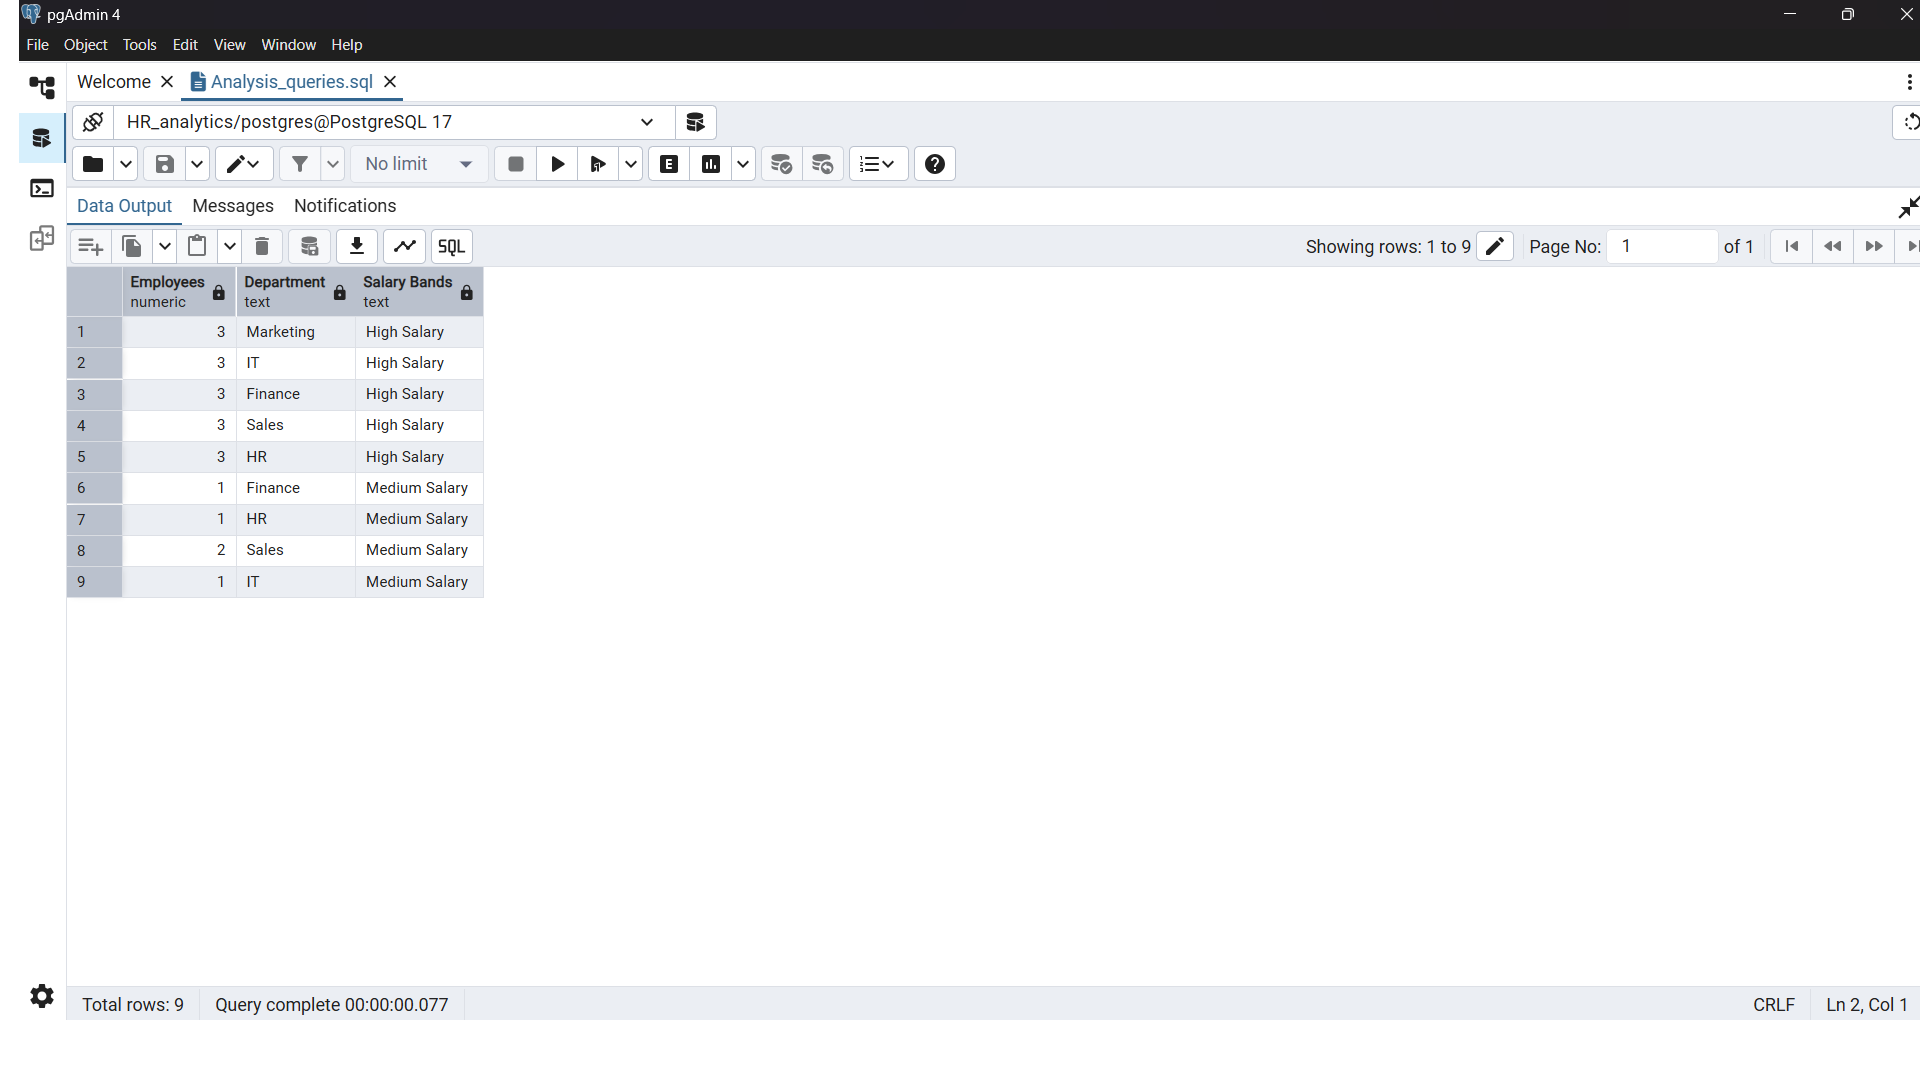 pgAdmin 4
File Object Tools Edit View Window Help
Welcome Analysis_queries.sql
HR_analytics/postgres@PostgreSQL 17
No limit E
Data Output Messages Notifications
SQL Showing rows: 1 to 9 Page No: 1 of 1
Employees Department Salary Bands
numeric text text
1 3 Marketing High Salary
2 3 IT High Salary
3 3 Finance High Salary
4 3 Sales High Salary
5 3 HR High Salary
6 1 Finance Medium Salary
7 1 HR Medium Salary
8 2 Sales Medium Salary
9 1 IT Medium Salary
Total rows: 9 Query complete 00:00:00.077 CRLF Ln 2, Col 1